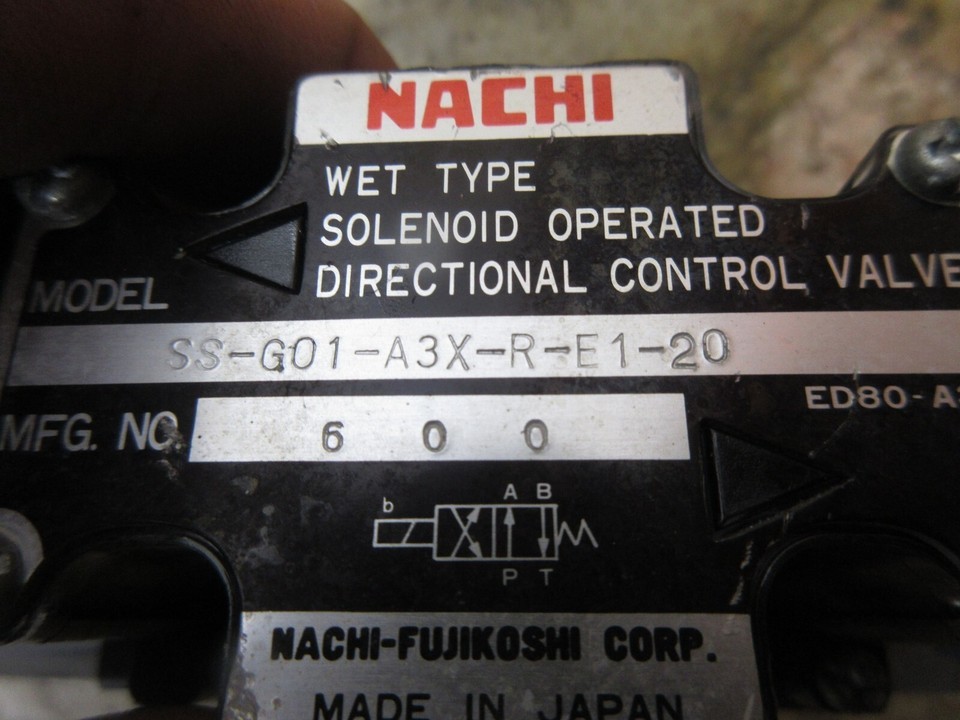 NACHI
WET TYPE
SOLENOID OPERATED
DIRECTIONAL CONTROL VALVE
MODEL
SS-G01-A3X-R-E1-20
ED80-A
MFG. NO
6 0 0
A B
b
P T
NACHI-FUJIKOSHI CORP.
MADE IN JAPAN